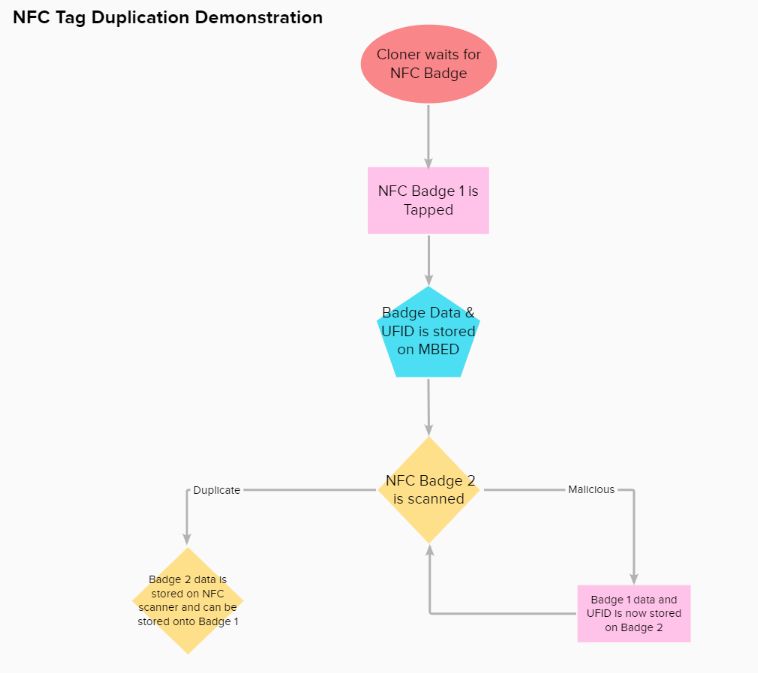 NFC Tag Duplication Demonstration
Cloner waits for
NFC Badge
NFC Badge 1 is
Tapped
Badge Data &
UFID is stored
on MBED
NFC Badge 2
is scanned
Duplicate
Malicious
Badge 2 data is
stored on NFC
scanner and can be
stored onto Badge 1
Badge 1 data and
UFID Is now stored
on Badge 2